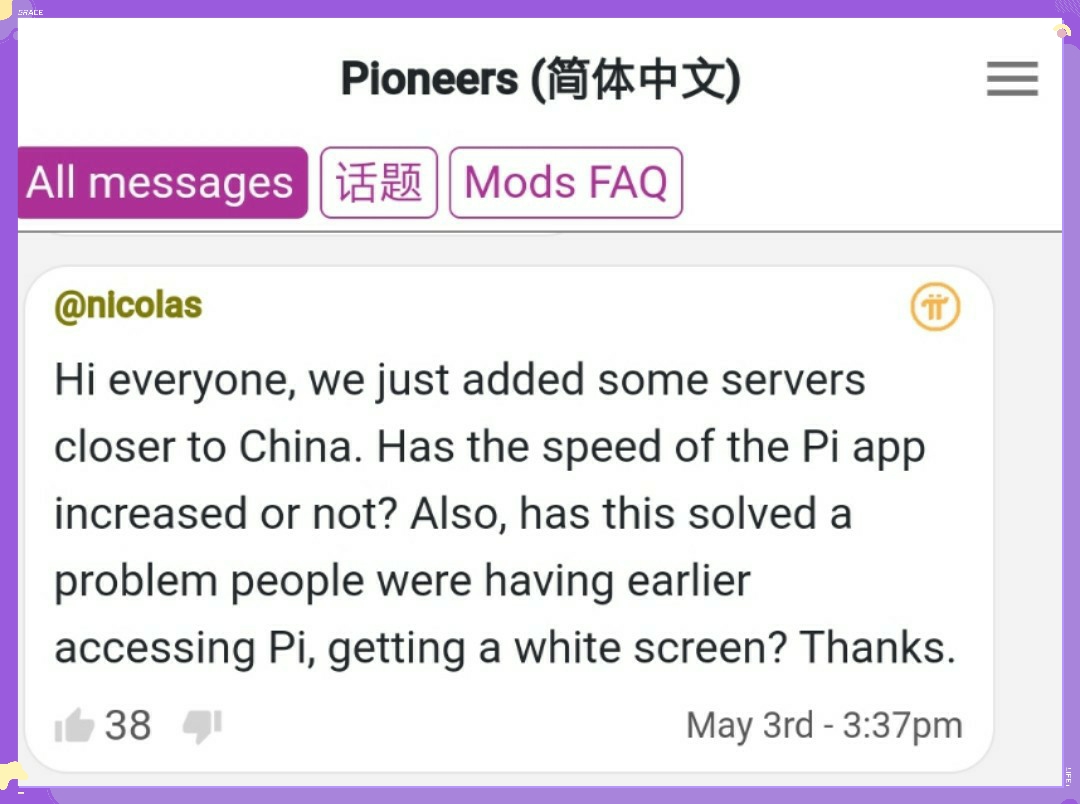 SPACE
Pioneers (简体中文)
All messages 话题 Mods FAQ
@nicolas
Hi everyone, we just added some servers
closer to China. Has the speed of the Pi app
increased or not? Also, has this solved a
problem people were having earlier
accessing Pi, getting a white screen? Thanks.
38 May 3rd - 3:37pm
LIFE!